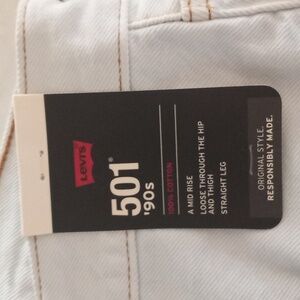 Levi's
501®
'90s
100% COTTON
A MID RISE
LOOSE THROUGH THE HIP
AND THIGH
STRAIGHT LEG
ORIGINAL STYLE.
RESPONSIBLY MADE.